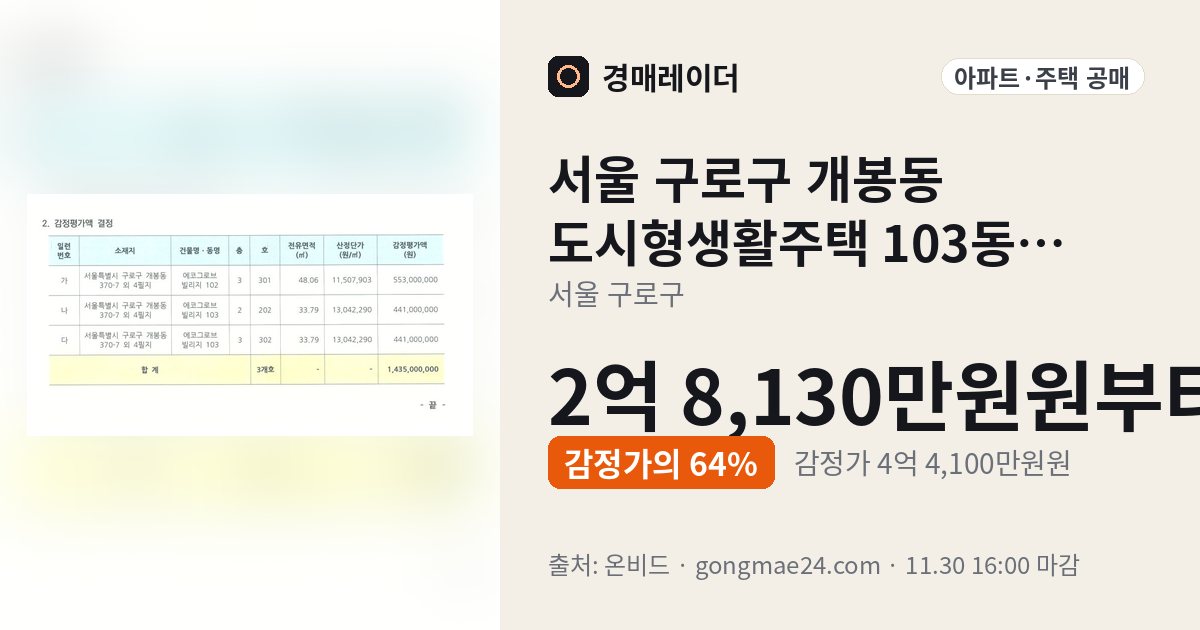 2. 감정평가액 결정
일련번호 소재지 건물명·동명 층 호 전유면적(㎡) 산정단가(원/㎡) 감정평가액(원)
가 서울특별시 구로구 개봉동 370-7 외 4필지 에코그로브빌리지 102 3 301 48.06 11,507,903 553,000,000
나 서울특별시 구로구 개봉동 370-7 외 4필지 에코그로브빌리지 103 2 202 33.79 13,042,290 441,000,000
다 서울특별시 구로구 개봉동 370-7 외 4필지 에코그로브빌리지 103 3 302 33.79 13,042,290 441,000,000
합 계 3개호 - - 1,435,000,000
- 끝 -
경매레이더
아파트·주택 공매
서울 구로구 개봉동
도시형생활주택 103동…
서울 구로구
2억 8,130만원원부터
감정가의 64% 감정가 4억 4,100만원원
출처: 온비드 · gongmae24.com · 11.30 16:00 마감